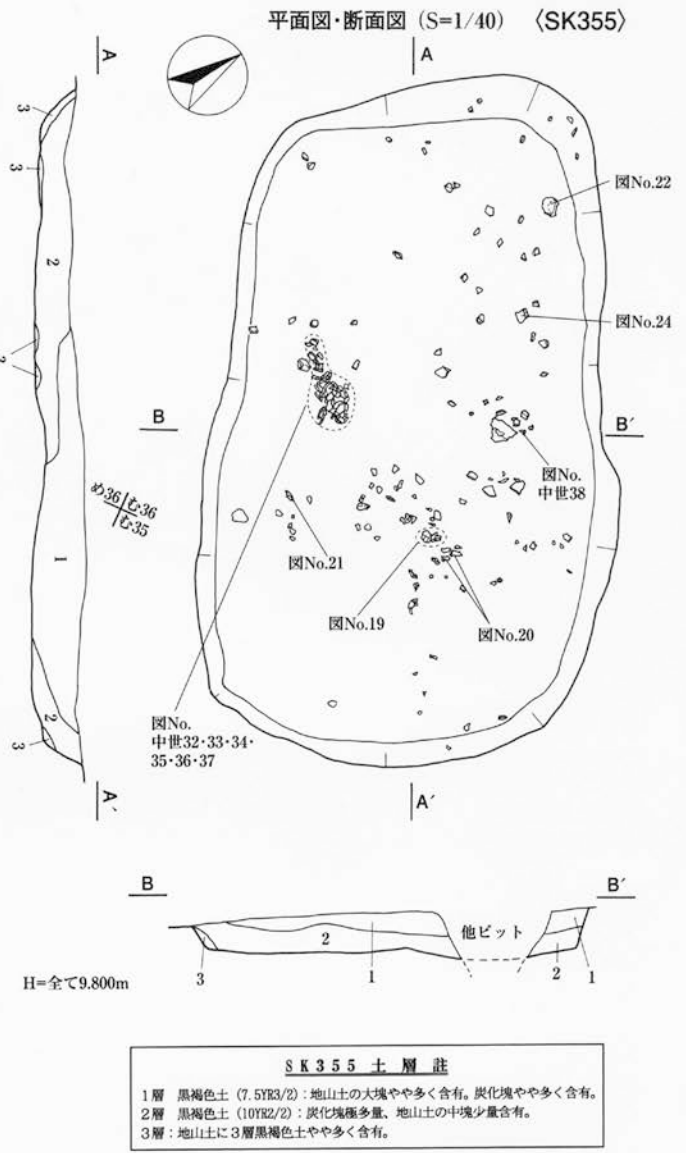 平面図・断面図 (S=1/40) 〈SK355〉
A
A
3
3
2
3
1
2
3
A´
め36 む36
む35
図No.22
図No.24
B
B´
図No.
中世38
図No.21
図No.19
図No.20
図No.
中世32・33・34・
35・36・37
A´
B
B´
2
他ピット
3
1
2
1
H=全て9.800m
SK355 土層註
1層 黒褐色土 (7.5YR3/2)：地山土の大塊やや多く含有。炭化塊やや多く含有。
2層 黒褐色土 (10YR2/2)：炭化塊極多量、地山土の中塊少量含有。
3層：地山土に3層黒褐色土やや多く含有。